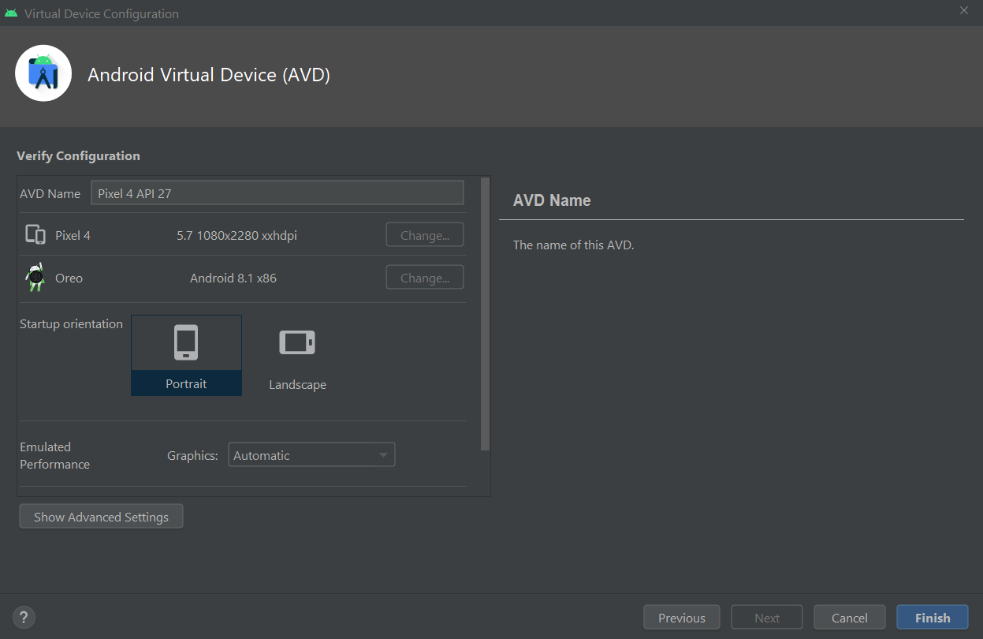 Virtual Device Configuration
Android Virtual Device (AVD)
Verify Configuration
AVD Name Pixel 4 API 27
Pixel 4 5.7 1080x2280 xxhdpi Change...
Oreo Android 8.1 x86 Change...
Startup orientation
Portrait Landscape
Emulated
Performance
Graphics: Automatic
Show Advanced Settings
AVD Name
The name of this AVD.
? Previous Next Cancel Finish